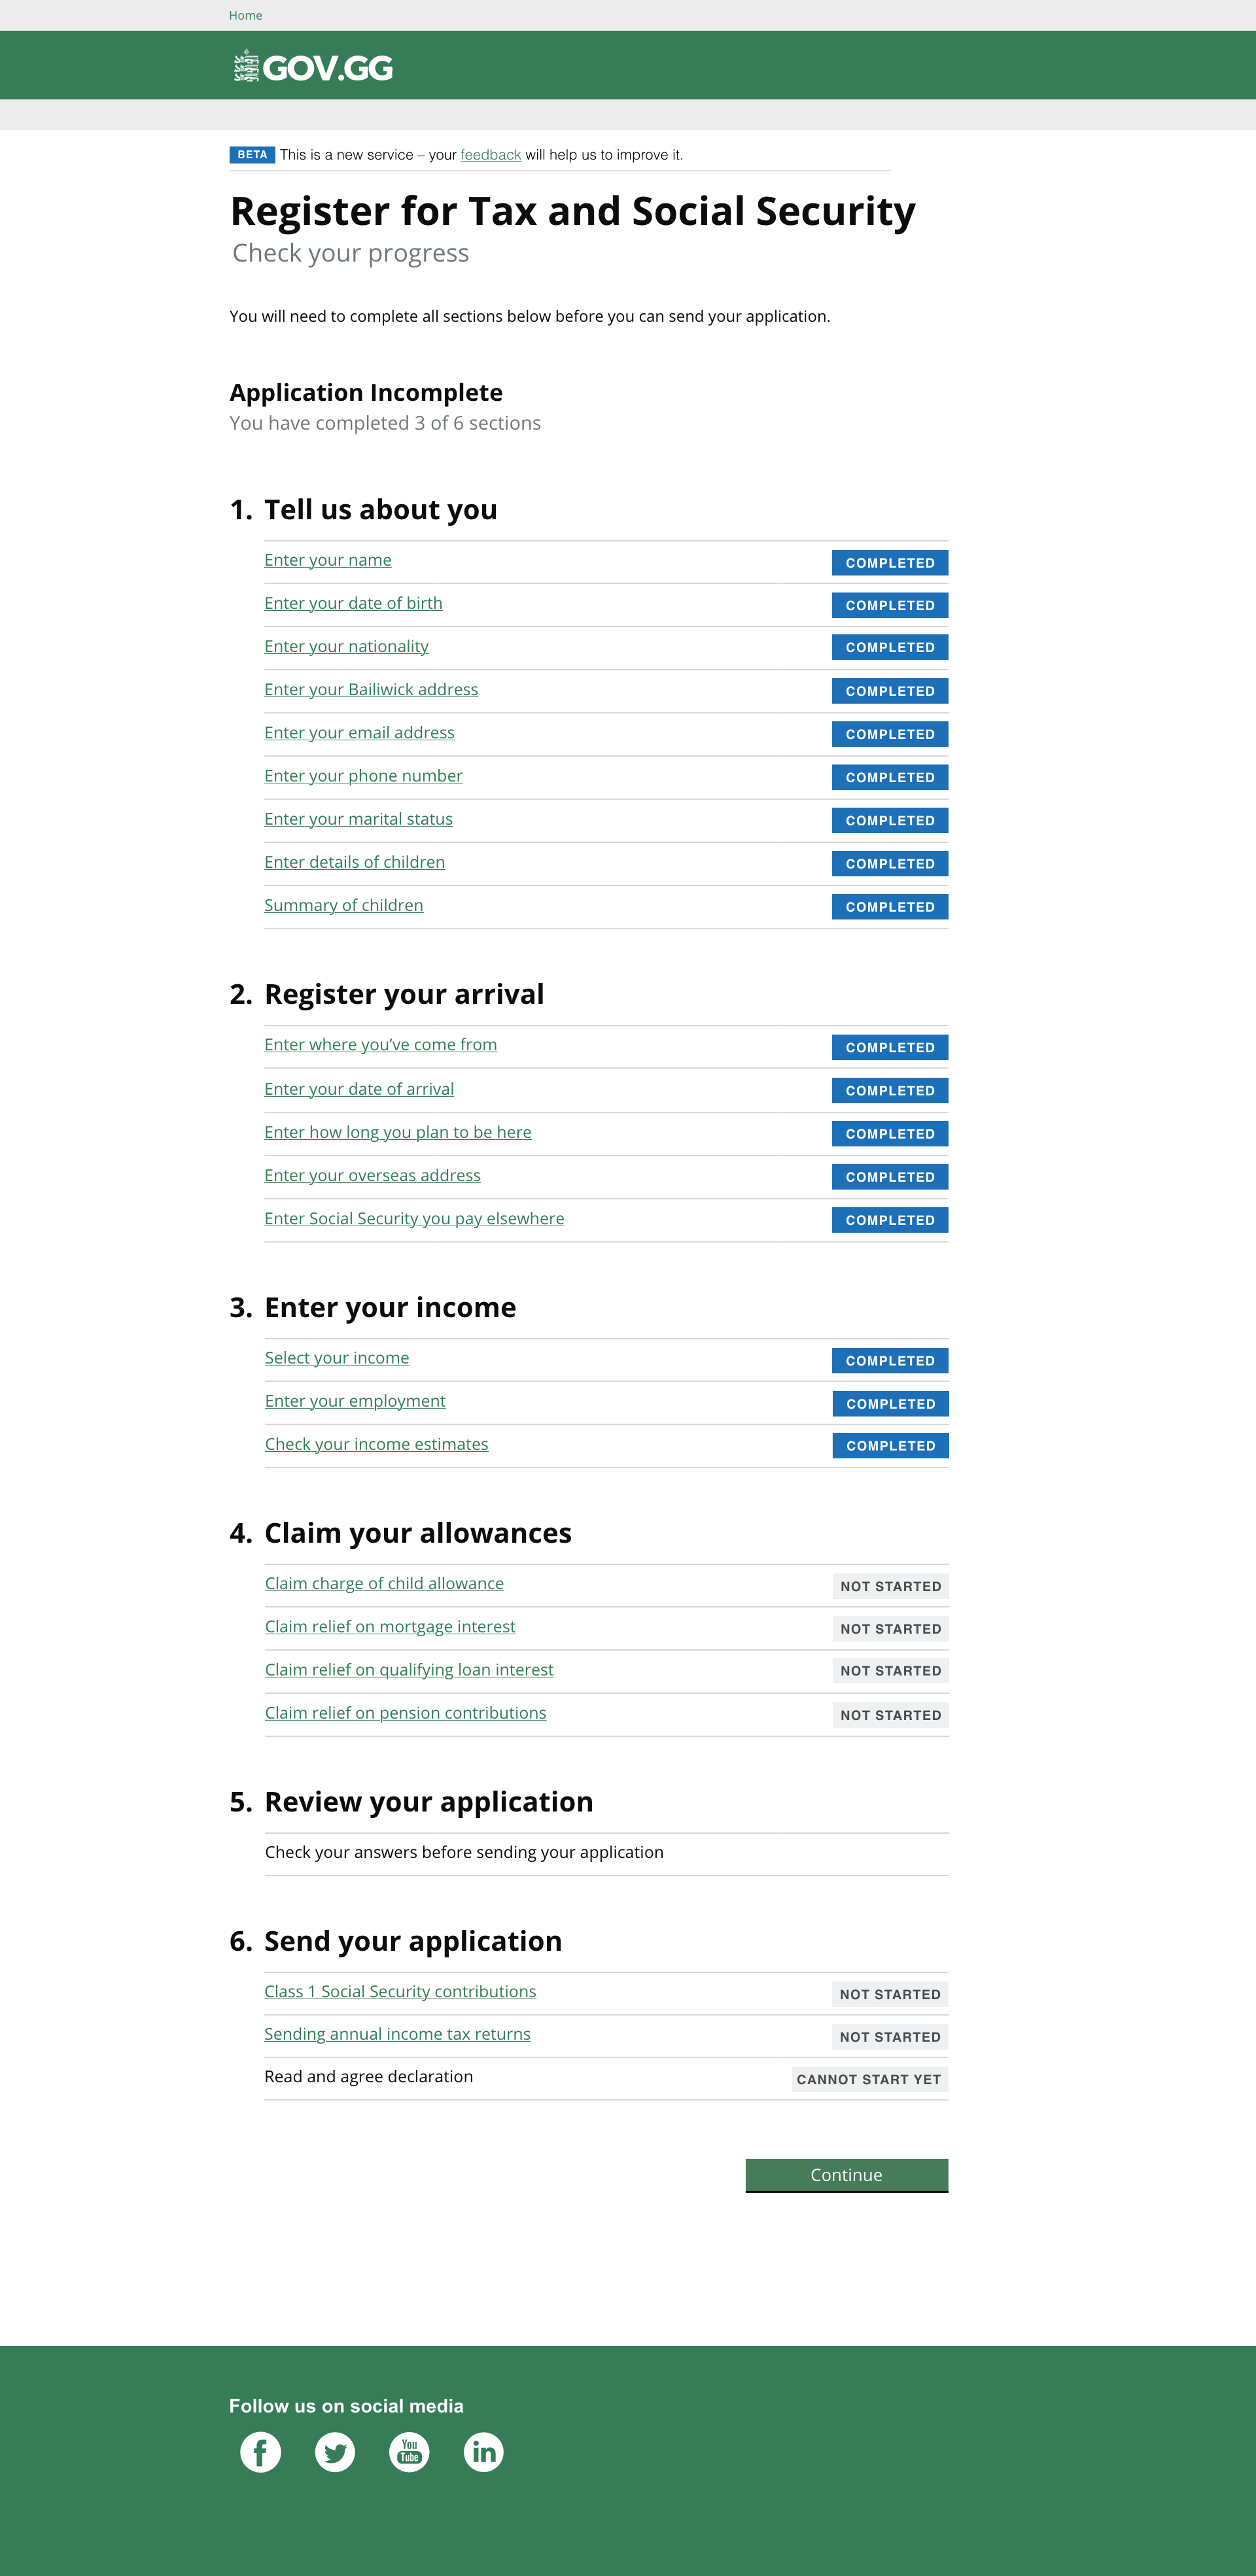 Home
GOV.GG
BETA This is a new service – your feedback will help us to improve it.
Register for Tax and Social Security
Check your progress
You will need to complete all sections below before you can send your application.
Application Incomplete
You have completed 3 of 6 sections
1. Tell us about you
Enter your name COMPLETED
Enter your date of birth COMPLETED
Enter your nationality COMPLETED
Enter your Bailiwick address COMPLETED
Enter your email address COMPLETED
Enter your phone number COMPLETED
Enter your marital status COMPLETED
Enter details of children COMPLETED
Summary of children COMPLETED
2. Register your arrival
Enter where you’ve come from COMPLETED
Enter your date of arrival COMPLETED
Enter how long you plan to be here COMPLETED
Enter your overseas address COMPLETED
Enter Social Security you pay elsewhere COMPLETED
3. Enter your income
Select your income COMPLETED
Enter your employment COMPLETED
Check your income estimates COMPLETED
4. Claim your allowances
Claim charge of child allowance NOT STARTED
Claim relief on mortgage interest NOT STARTED
Claim relief on qualifying loan interest NOT STARTED
Claim relief on pension contributions NOT STARTED
5. Review your application
Check your answers before sending your application
6. Send your application
Class 1 Social Security contributions NOT STARTED
Sending annual income tax returns NOT STARTED
Read and agree declaration CANNOT START YET
Continue
Follow us on social media
f You Tube in